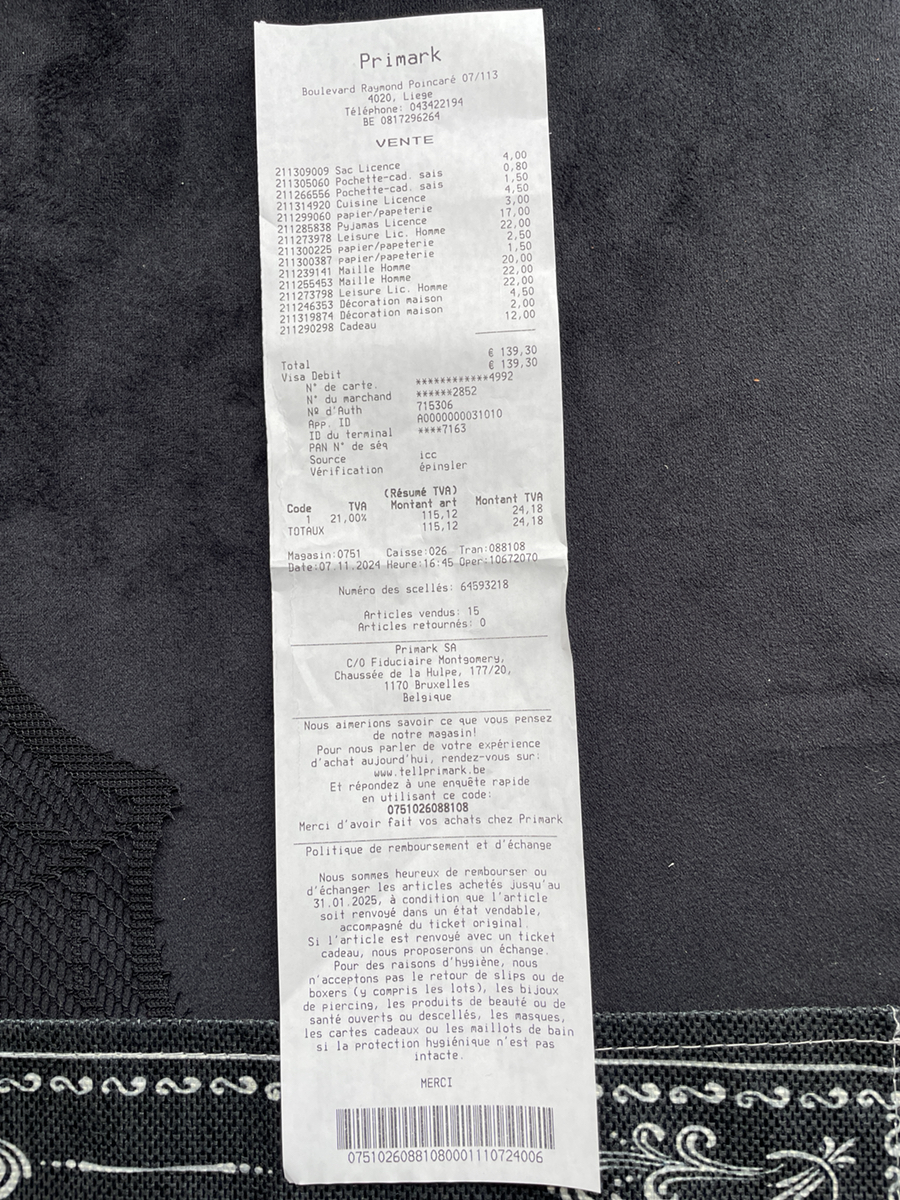 Primark
Boulevard Raymond Poincaré 07/113
4020, Liege
Téléphone: 043422194
BE 0817296264
VENTE
211309009 Sac Licence 4,00
211305060 Pochette-cad. sais 0,80
211266556 Pochette-cad. sais 1,50
211314920 Cuisine Licence 4,50
211299060 papier/papeterie 3,00
211285838 Pyjamas Licence 17,00
211273978 Leisure Lic. Homme 22,00
211300225 papier/papeterie 2,50
211300387 papier/papeterie 1,50
211239141 Maille Homme 20,00
211255453 Maille Homme 22,00
211273798 Leisure Lic. Homme 22,00
211246353 Décoration maison 4,50
211319874 Décoration maison 2,00
211290298 Cadeau 12,00
Total € 139,30
Visa Debit € 139,30
N° de carte. ************4992
N° du marchand ******2852
Nº d'Auth 715306
App. ID A0000000031010
ID du terminal ****7163
PAN N° de séq
Source icc
Vérification épingler
(Résumé TVA)
Code TVA Montant art Montant TVA
1 21,00% 115,12 24,18
TOTAUX 115,12 24,18
Magasin:0751 Caisse:026 Tran:088108
Date:07.11.2024 Heure:16:45 Oper:10672070
Numéro des scellés: 64593218
Articles vendus: 15
Articles retournés: 0
Primark SA
C/O Fiduciaire Montgomery,
Chaussée de la Hulpe, 177/20,
1170 Bruxelles
Belgique
Nous aimerions savoir ce que vous pensez
de notre magasin!
Pour nous parler de votre expérience
d'achat aujourd'hui, rendez-vous sur:
www.tellprimark.be
Et répondez à une enquête rapide
en utilisant ce code:
0751026088108
Merci d'avoir fait vos achats chez Primark
Politique de remboursement et d'échange
Nous sommes heureux de rembourser ou
d'échanger les articles achetés jusqu'au
31.01.2025, à condition que l'article
soit renvoyé dans un état vendable,
accompagné du ticket original.
Si l'article est renvoyé avec un ticket
cadeau, nous proposerons un échange.
Pour des raisons d'hygiène, nous
n'acceptons pas le retour de slips ou de
boxers (y compris les lots), les bijoux
de piercing, les produits de beauté ou de
santé ouverts ou descellés, les masques,
les cartes cadeaux ou les maillots de bain
si la protection hygiénique n'est pas
intacte.
MERCI
07510260881080001110724006